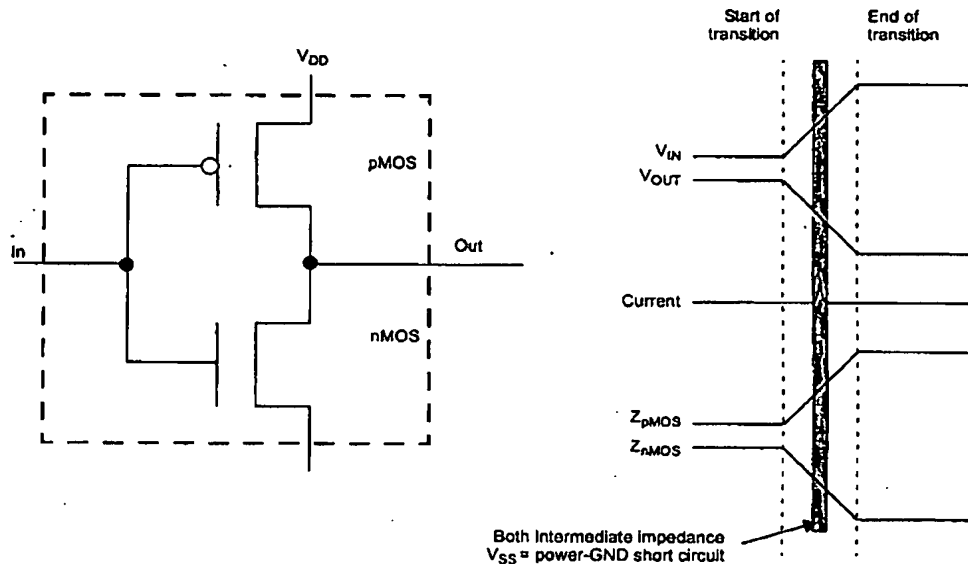 Start of
transition
End of
transition
VDD
pMOS
In
Out
nMOS
VIN
VOUT
Current
ZpMOS
ZnMOS
Both Intermediate impedance
VSS = power-GND short circuit